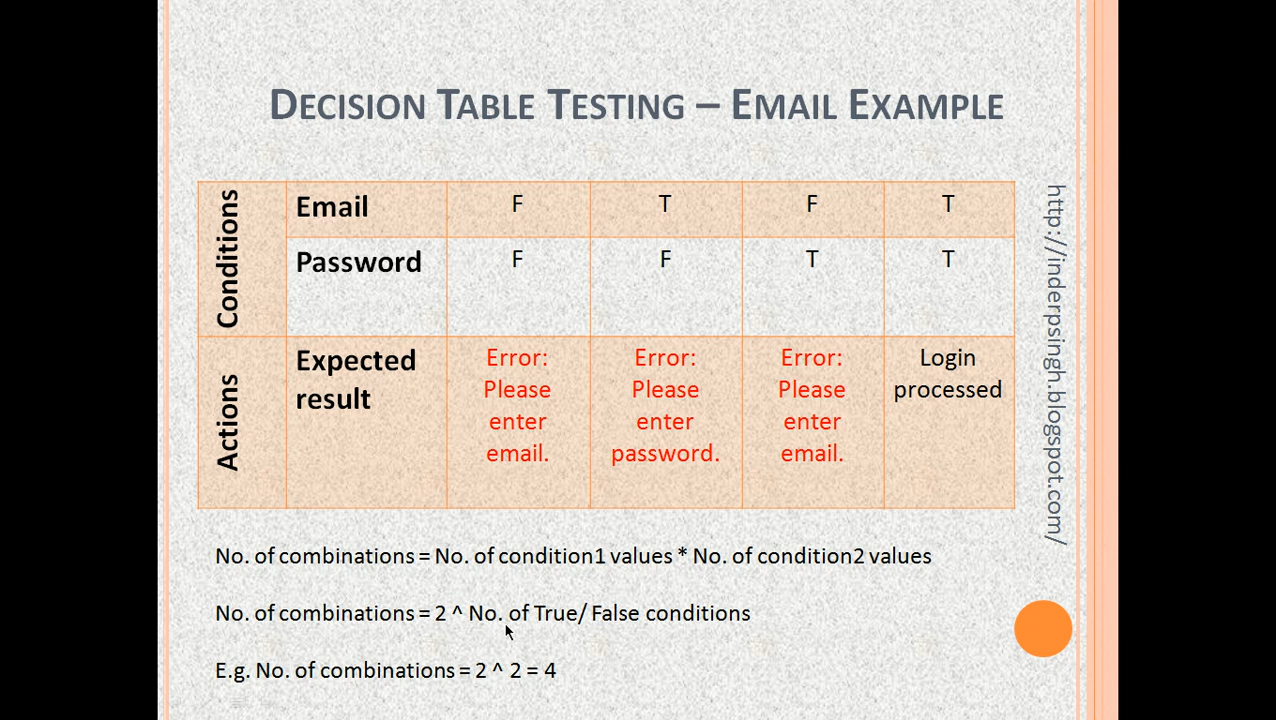 DECISION TABLE TESTING – EMAIL EXAMPLE
Conditions
Email F T F T
Password F F T T
Actions
Expected result
Error: Please enter email.
Error: Please enter password.
Error: Please enter email.
Login processed
http://inderpsingh.blogspot.com/
No. of combinations = No. of condition1 values * No. of condition2 values
No. of combinations = 2 ^ No. of True/ False conditions
E.g. No. of combinations = 2 ^ 2 = 4